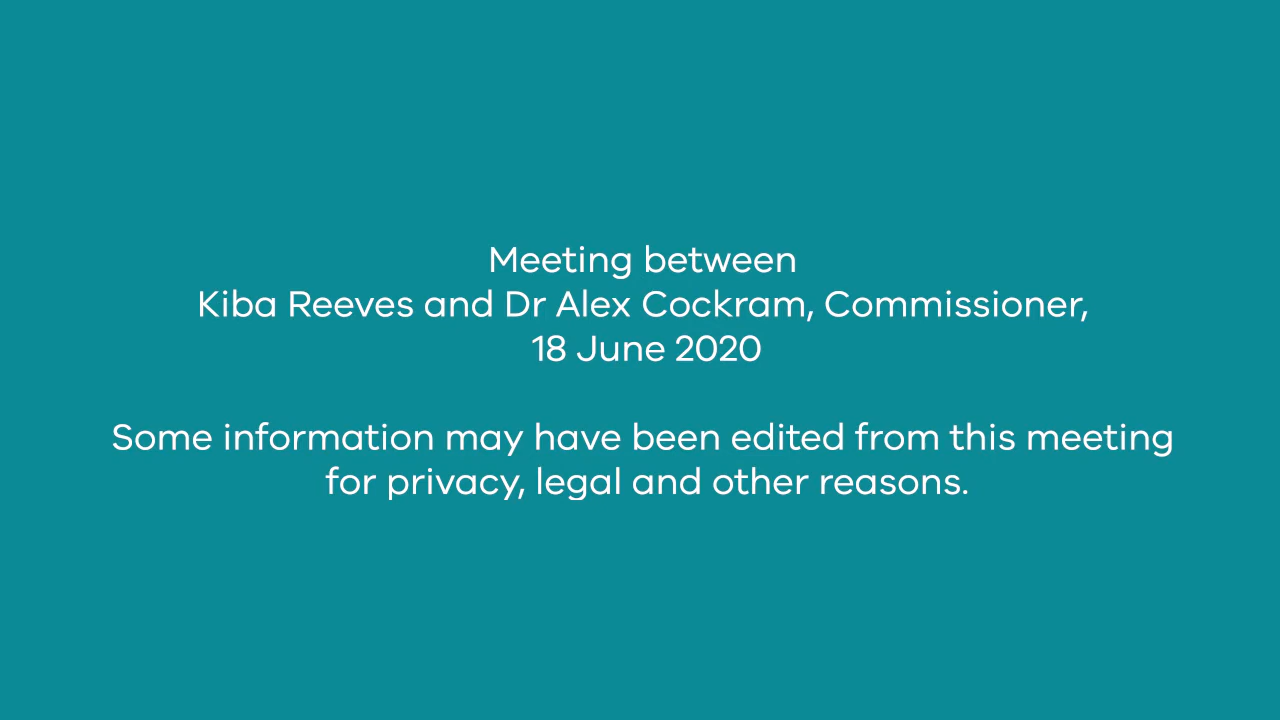 Meeting between
Kiba Reeves and Dr Alex Cockram, Commissioner,
18 June 2020
Some information may have been edited from this meeting
for privacy, legal and other reasons.